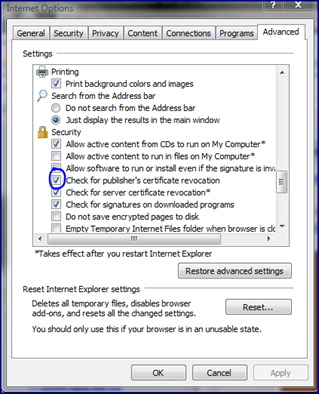 Internet Options
General Security Privacy Content Connections Programs Advanced
Settings
Printing
Print background colors and images
Search from the Address bar
Do not search from the Address bar
Just display the results in the main window
Security
Allow active content from CDs to run on My Computer*
Allow active content to run in files on My Computer*
Allow software to run or install even if the signature is inva
Check for publisher's certificate revocation
Check for server certificate revocation*
Check for signatures on downloaded programs
Do not save encrypted pages to disk
Empty Temporary Internet Files folder when browser is clo
*Takes effect after you restart Internet Explorer
Restore advanced settings
Reset Internet Explorer settings
Deletes all temporary files, disables browser
add-ons, and resets all the changed settings.
Reset...
You should only use this if your browser is in an unusable state.
OK Cancel Apply